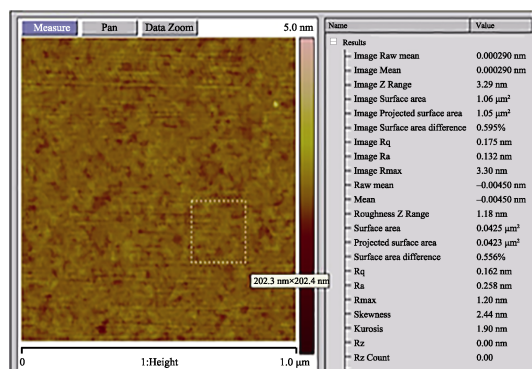 Measure Pan Data Zoom 5.0 nm
202.3 nm×202.4 nm
0 1:Height 1.0 μm
Name Value
Results
Image Raw mean 0.000290 nm
Image Mean 0.000290 nm
Image Z Range 3.29 nm
Image Surface area 1.06 μm²
Image Projected surface area 1.05 μm²
Image Surface area difference 0.595%
Image Rq 0.175 nm
Image Ra 0.132 nm
Image Rmax 3.30 nm
Raw mean −0.00450 nm
Mean −0.00450 nm
Roughness Z Range 1.18 nm
Surface area 0.0425 μm²
Projected surface area 0.0423 μm²
Surface area difference 0.556%
Rq 0.162 nm
Ra 0.258 nm
Rmax 1.20 nm
Skewness 2.44 nm
Kurosis 1.90 nm
Rz 0.00 nm
Rz Count 0.00